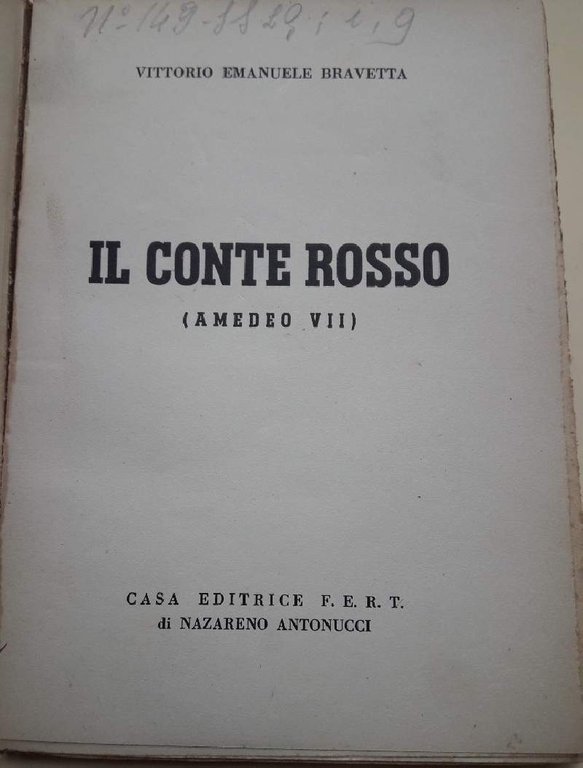 VITTORIO EMANUELE BRAVETTA
IL CONTE ROSSO
(AMEDEO VII)
CASA EDITRICE F. E. R. T.
di NAZARENO ANTONUCCI